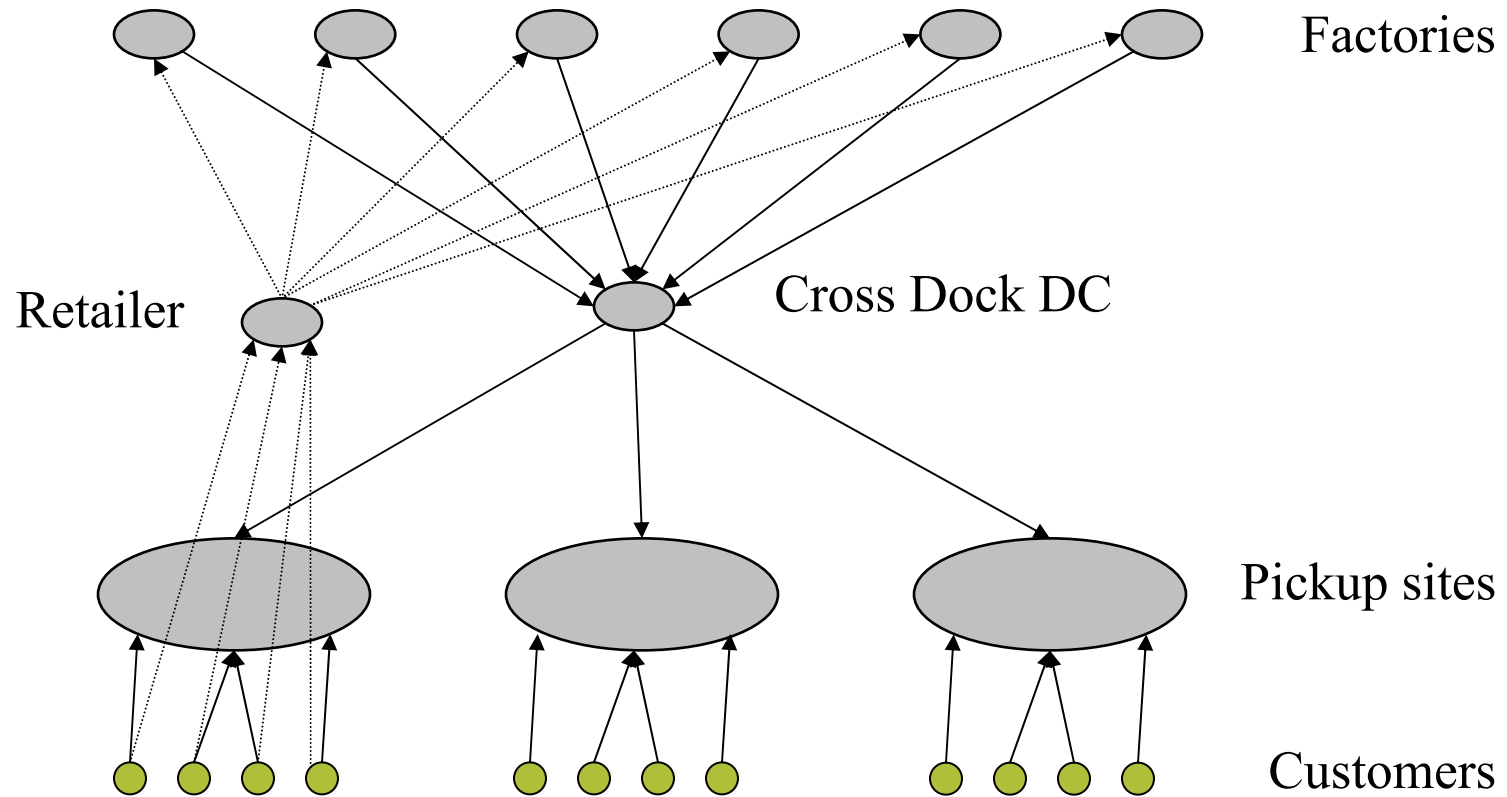 Factories
Retailer
Cross Dock DC
Pickup sites
Customers